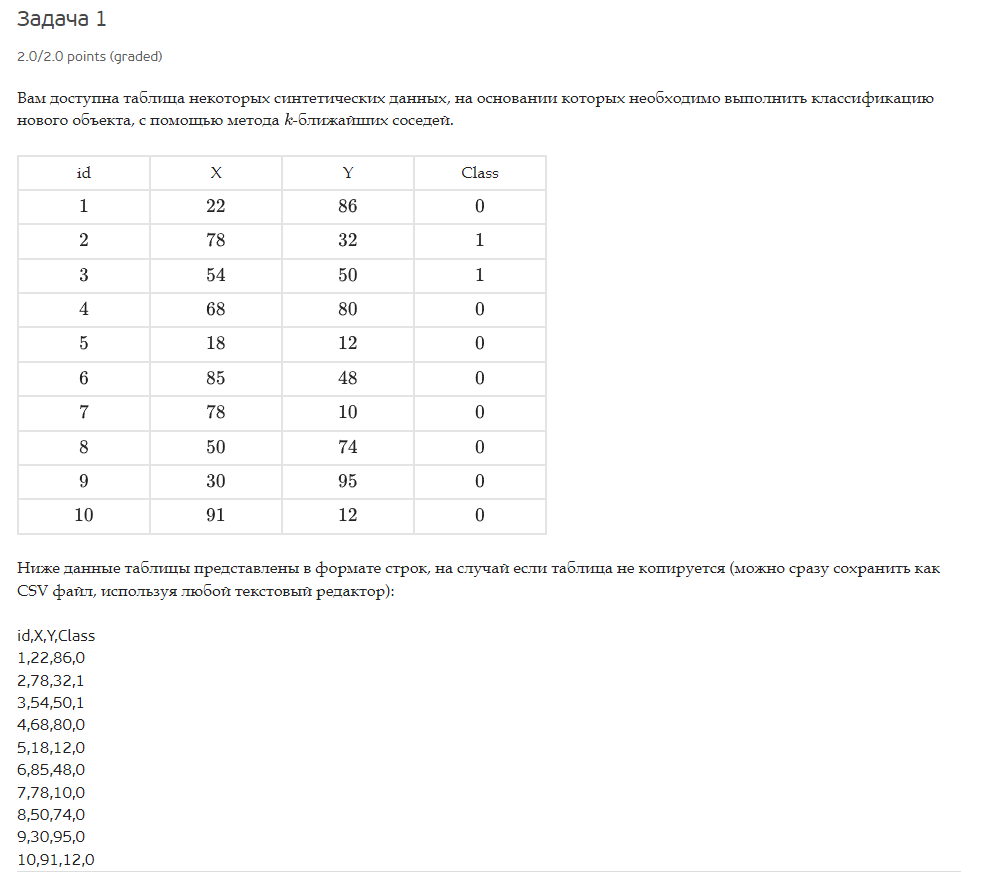 Задача 1
2.0/2.0 points (graded)
Вам доступна таблица некоторых синтетических данных, на основании которых необходимо выполнить классификацию
нового объекта, с помощью метода k-ближайших соседей.
id X Y Class
1 22 86 0
2 78 32 1
3 54 50 1
4 68 80 0
5 18 12 0
6 85 48 0
7 78 10 0
8 50 74 0
9 30 95 0
10 91 12 0
Ниже данные таблицы представлены в формате строк, на случай если таблица не копируется (можно сразу сохранить как
CSV файл, используя любой текстовый редактор):
id,X,Y,Class
1,22,86,0
2,78,32,1
3,54,50,1
4,68,80,0
5,18,12,0
6,85,48,0
7,78,10,0
8,50,74,0
9,30,95,0
10,91,12,0